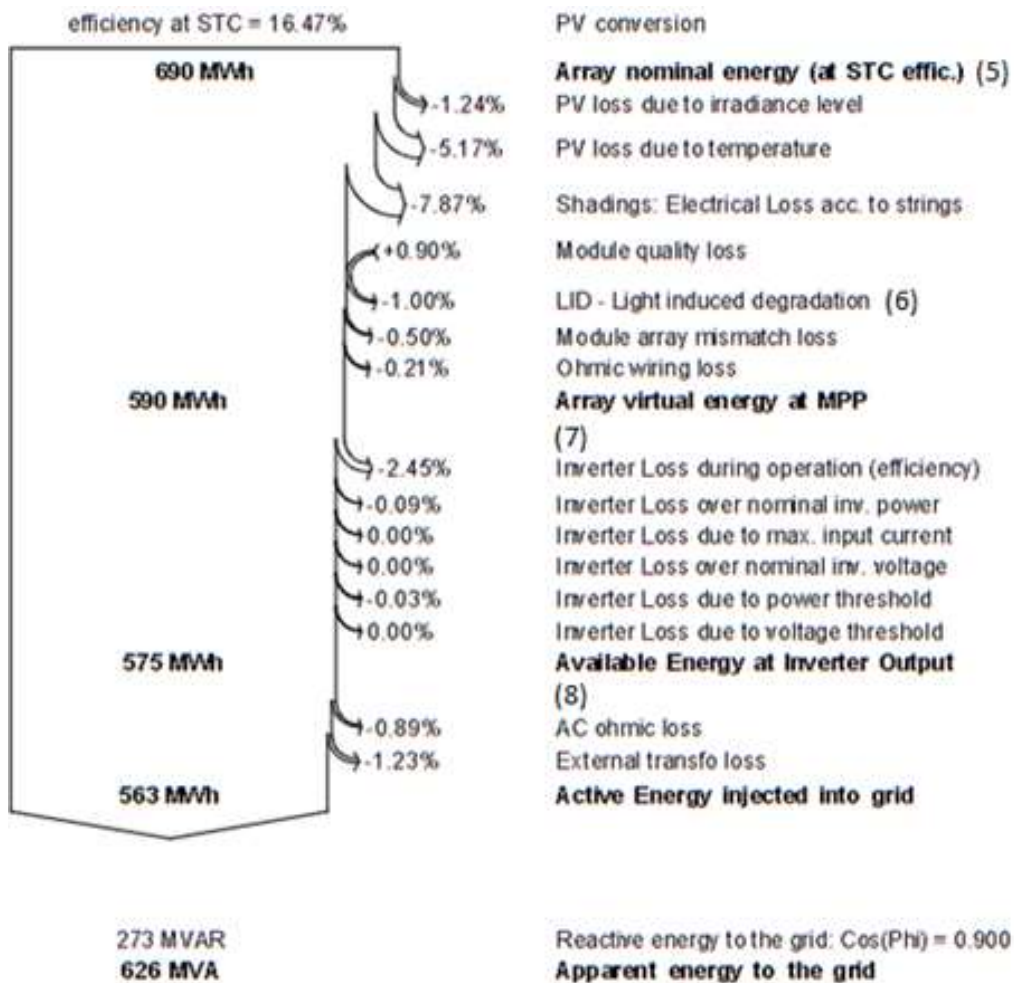 efficiency at STC = 16.47% PV conversion
690 MWh Array nominal energy (at STC effic.) (5)
-1.24% PV loss due to irradiance level
-5.17% PV loss due to temperature
-7.87% Shadings: Electrical Loss acc. to strings
+0.90% Module quality loss
-1.00% LID - Light induced degradation (6)
-0.50% Module array mismatch loss
-0.21% Ohmic wiring loss
590 MWh Array virtual energy at MPP
(7)
-2.45% Inverter Loss during operation (efficiency)
-0.09% Inverter Loss over nominal inv. power
0.00% Inverter Loss due to max. input current
0.00% Inverter Loss over nominal inv. voltage
-0.03% Inverter Loss due to power threshold
0.00% Inverter Loss due to voltage threshold
575 MWh Available Energy at Inverter Output
(8)
-0.89% AC ohmic loss
-1.23% External transfo loss
563 MWh Active Energy injected into grid
273 MVAR Reactive energy to the grid: Cos(Phi) = 0.900
626 MVA Apparent energy to the grid